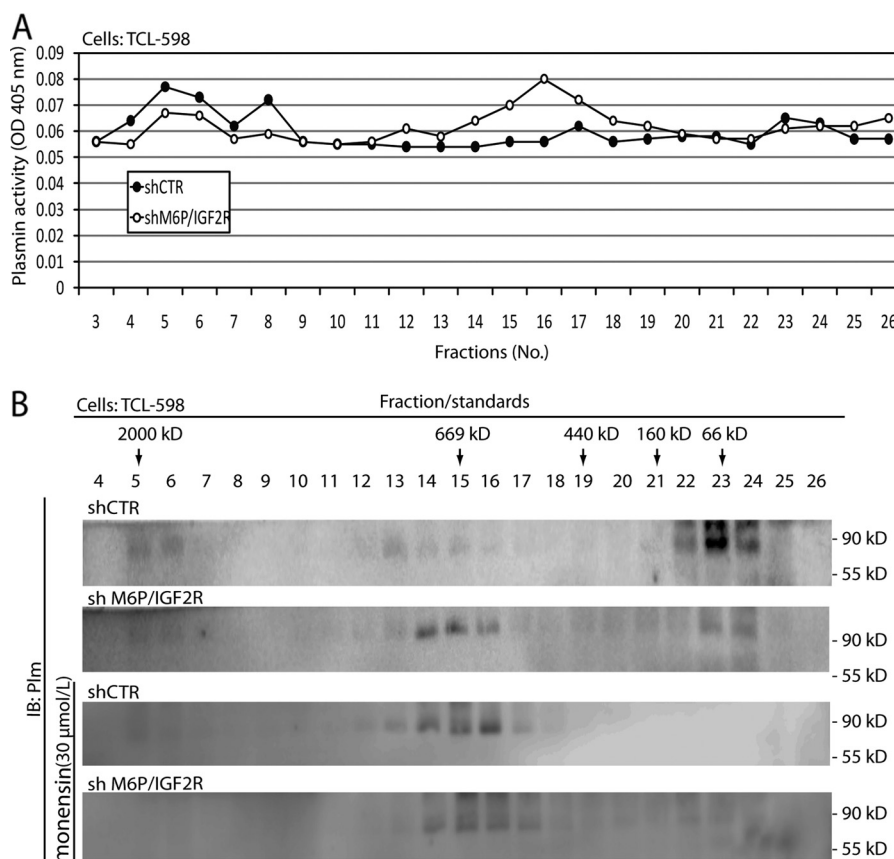 A
Cells: TCL-598
Plasmin activity (OD 405 nm)
0.09
0.08
0.07
0.06
0.05
0.04
0.03
0.02
0.01
0
shCTR
shM6P/IGF2R
3 4 5 6 7 8 9 10 11 12 13 14 15 16 17 18 19 20 21 22 23 24 25 26
Fractions (No.)
B
Cells: TCL-598
Fraction/standards
2000 kD 669 kD 440 kD 160 kD 66 kD
4 5 6 7 8 9 10 11 12 13 14 15 16 17 18 19 20 21 22 23 24 25 26
IB: Plm
shCTR
- 90 kD
- 55 kD
sh M6P/IGF2R
- 90 kD
- 55 kD
monensin(30 µmol/L)
shCTR
- 90 kD
- 55 kD
sh M6P/IGF2R
- 90 kD
- 55 kD